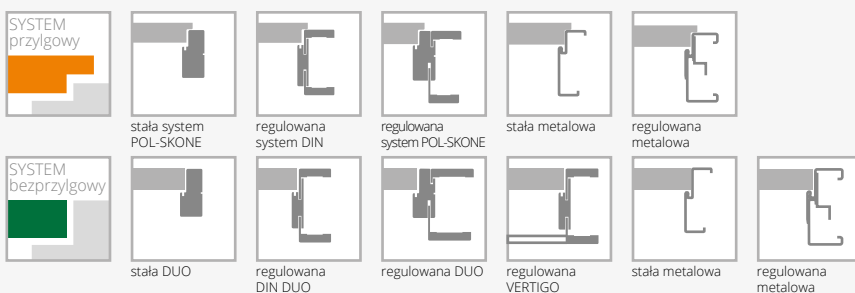 SYSTEM
przylgowy
stała system
POL-SKONE
regulowana
system DIN
regulowana
system POL-SKONE
stała metalowa
regulowana
metalowa
SYSTEM
bezprzylgowy
stała DUO
regulowana
DIN DUO
regulowana DUO
regulowana
VERTIGO
stała metalowa
regulowana
metalowa